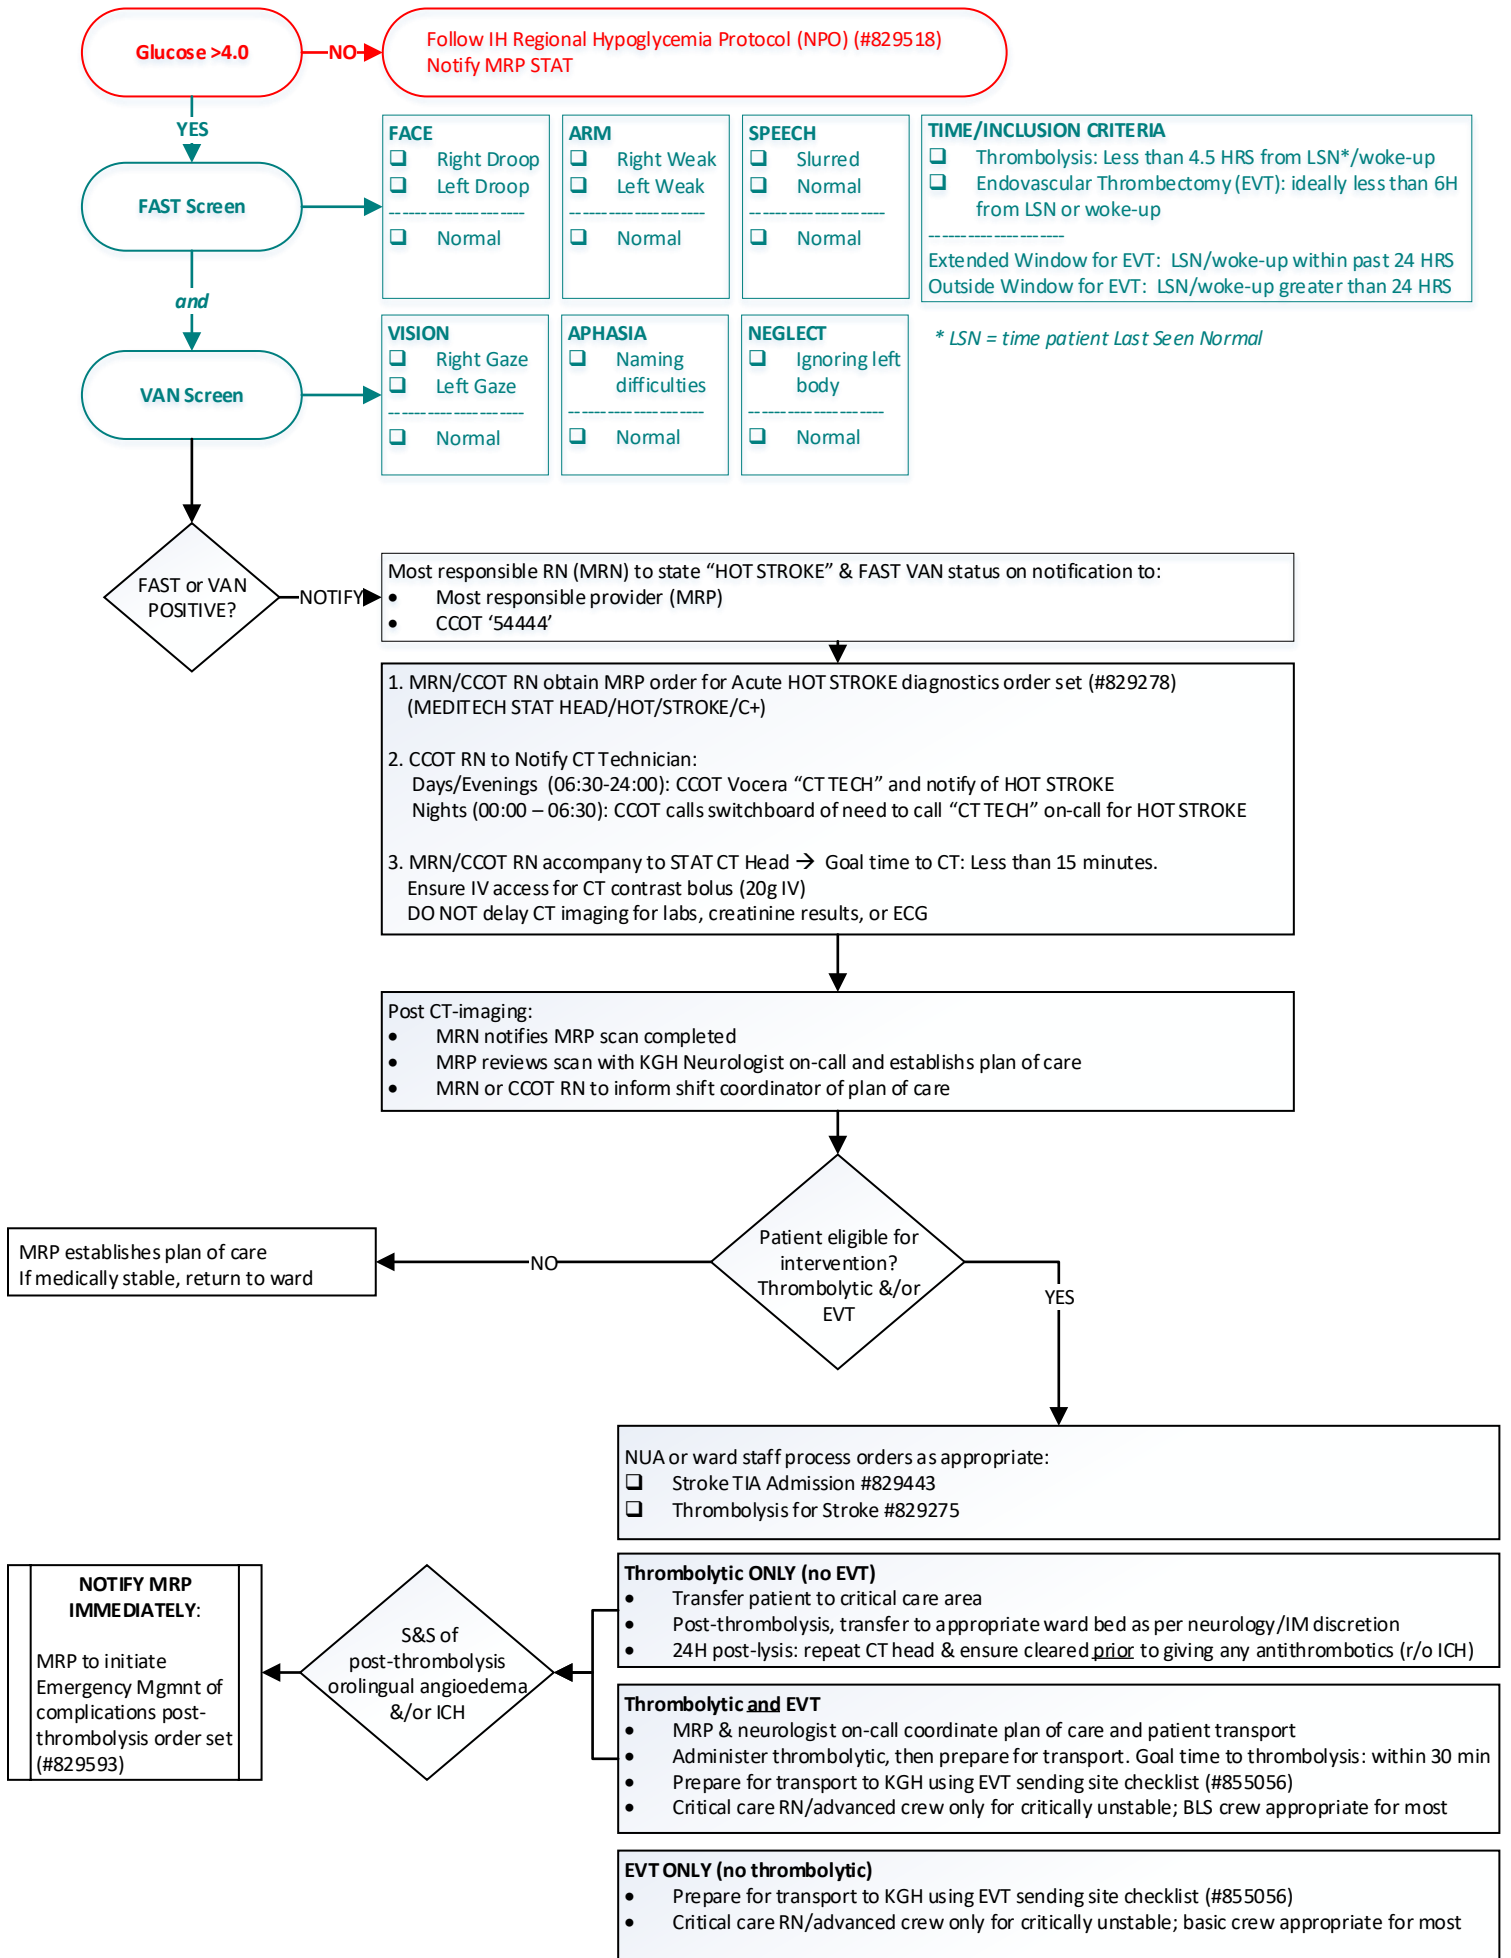 Glucose >4.0
NO
Follow IH Regional Hypoglycemia Protocol (NPO) (#829518)
Notify MRP STAT
YES
FAST Screen
FACE
❑ Right Droop
❑ Left Droop
---------------------
❑ Normal
ARM
❑ Right Weak
❑ Left Weak
---------------------
❑ Normal
SPEECH
❑ Slurred
❑ Normal
---------------------
❑ Normal
TIME/INCLUSION CRITERIA
❑ Thrombolysis: Less than 4.5 HRS from LSN*/woke-up
❑ Endovascular Thrombectomy (EVT): ideally less than 6H
from LSN or woke-up
---------------------
Extended Window for EVT: LSN/woke-up within past 24 HRS
Outside Window for EVT: LSN/woke-up greater than 24 HRS
* LSN = time patient Last Seen Normal
and
VAN Screen
VISION
❑ Right Gaze
❑ Left Gaze
---------------------
❑ Normal
APHASIA
❑ Naming
difficulties
---------------------
❑ Normal
NEGLECT
❑ Ignoring left
body
---------------------
❑ Normal
FAST or VAN
POSITIVE?
NOTIFY
Most responsible RN (MRN) to state “HOT STROKE” & FAST VAN status on notification to:
• Most responsible provider (MRP)
• CCOT ‘54444’
1. MRN/CCOT RN obtain MRP order for Acute HOT STROKE diagnostics order set (#829278)
(MEDITECH STAT HEAD/HOT/STROKE/C+)
2. CCOT RN to Notify CT Technician:
Days/Evenings (06:30-24:00): CCOT Vocera “CT TECH” and notify of HOT STROKE
Nights (00:00 – 06:30): CCOT calls switchboard of need to call “CT TECH” on-call for HOT STROKE
3. MRN/CCOT RN accompany to STAT CT Head → Goal time to CT: Less than 15 minutes.
Ensure IV access for CT contrast bolus (20g IV)
DO NOT delay CT imaging for labs, creatinine results, or ECG
Post CT-imaging:
• MRN notifies MRP scan completed
• MRP reviews scan with KGH Neurologist on-call and establishs plan of care
• MRN or CCOT RN to inform shift coordinator of plan of care
Patient eligible for
intervention?
Thrombolytic &/or
EVT
NO
MRP establishes plan of care
If medically stable, return to ward
YES
NUA or ward staff process orders as appropriate:
❑ Stroke TIA Admission #829443
❑ Thrombolysis for Stroke #829275
Thrombolytic ONLY (no EVT)
• Transfer patient to critical care area
• Post-thrombolysis, transfer to appropriate ward bed as per neurology/IM discretion
• 24H post-lysis: repeat CT head & ensure cleared prior to giving any antithrombotics (r/o ICH)
Thrombolytic and EVT
• MRP & neurologist on-call coordinate plan of care and patient transport
• Administer thrombolytic, then prepare for transport. Goal time to thrombolysis: within 30 min
• Prepare for transport to KGH using EVT sending site checklist (#855056)
• Critical care RN/advanced crew only for critically unstable; BLS crew appropriate for most
S&S of
post-thrombolysis
orolingual angioedema
&/or ICH
NOTIFY MRP
IMMEDIATELY:
MRP to initiate
Emergency Mgmnt of
complications post-
thrombolysis order set
(#829593)
EVT ONLY (no thrombolytic)
• Prepare for transport to KGH using EVT sending site checklist (#855056)
• Critical care RN/advanced crew only for critically unstable; basic crew appropriate for most